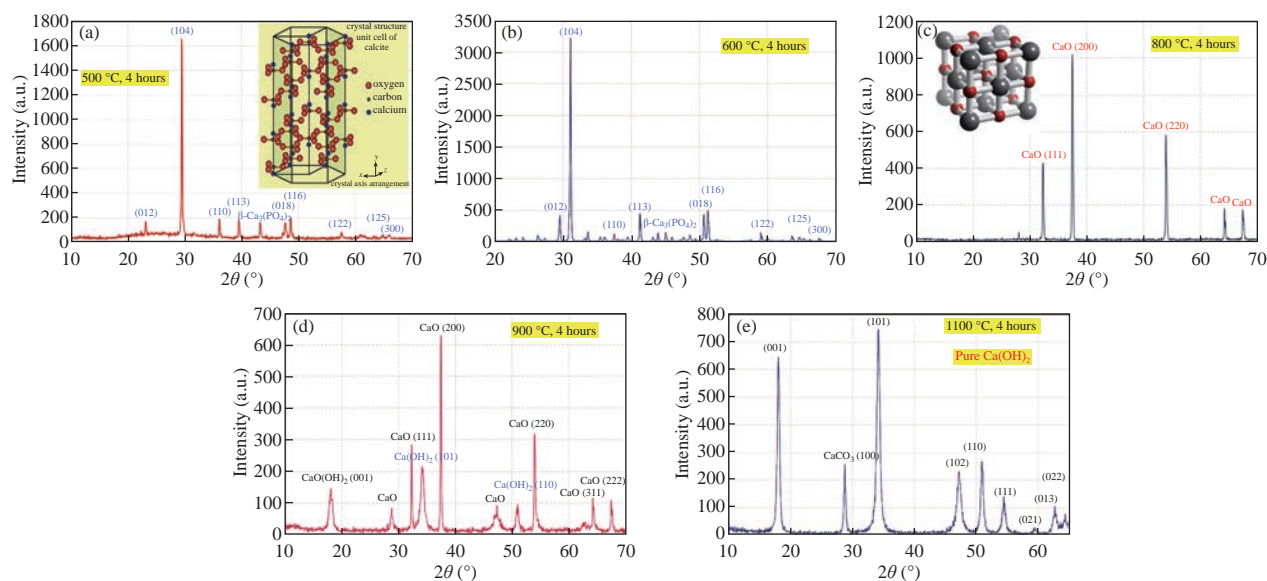 (a)
500 °C, 4 hours
crystal structure
unit cell of
calcite
oxygen
carbon
calcium
y
x
z
crystal axis arrangement
(104)
(012)
(110)
(113)
β-Ca₃(PO₄)₂
(018)
(116)
(122)
(125)
(300)
Intensity (a.u.)
1800
1600
1400
1200
1000
800
600
400
200
0
10 20 30 40 50 60 70
2θ (°)
(b)
600 °C, 4 hours
(104)
(012)
(110)
(113)
β-Ca₃(PO₄)₂
(018)
(116)
(122)
(125)
(300)
Intensity (a.u.)
3500
3000
2500
2000
1500
1000
3500
0
20 30 40 50 60 70
2θ (°)
(c)
800 °C, 4 hours
CaO (200)
CaO (111)
CaO (220)
CaO
CaO
Intensity (a.u.)
1200
1000
800
600
400
200
0
10 20 30 40 50 60 70
2θ (°)
(d)
900 °C, 4 hours
CaO (200)
CaO (111)
CaO (220)
Ca(OH)₂ (101)
CaO(OH)₂ (001)
CaO
CaO
Ca(OH)₂ (110)
CaO (222)
CaO (311)
Intensity (a.u.)
700
600
500
400
300
200
100
0
10 20 30 40 50 60 70
2θ (°)
(e)
1100 °C, 4 hours
Pure Ca(OH)₂
(101)
(001)
CaCO₃ (100)
(102)
(110)
(111)
(021)
(013)
(022)
Intensity (a.u.)
800
700
600
500
400
300
200
100
0
10 20 30 40 50 60
2θ (°)